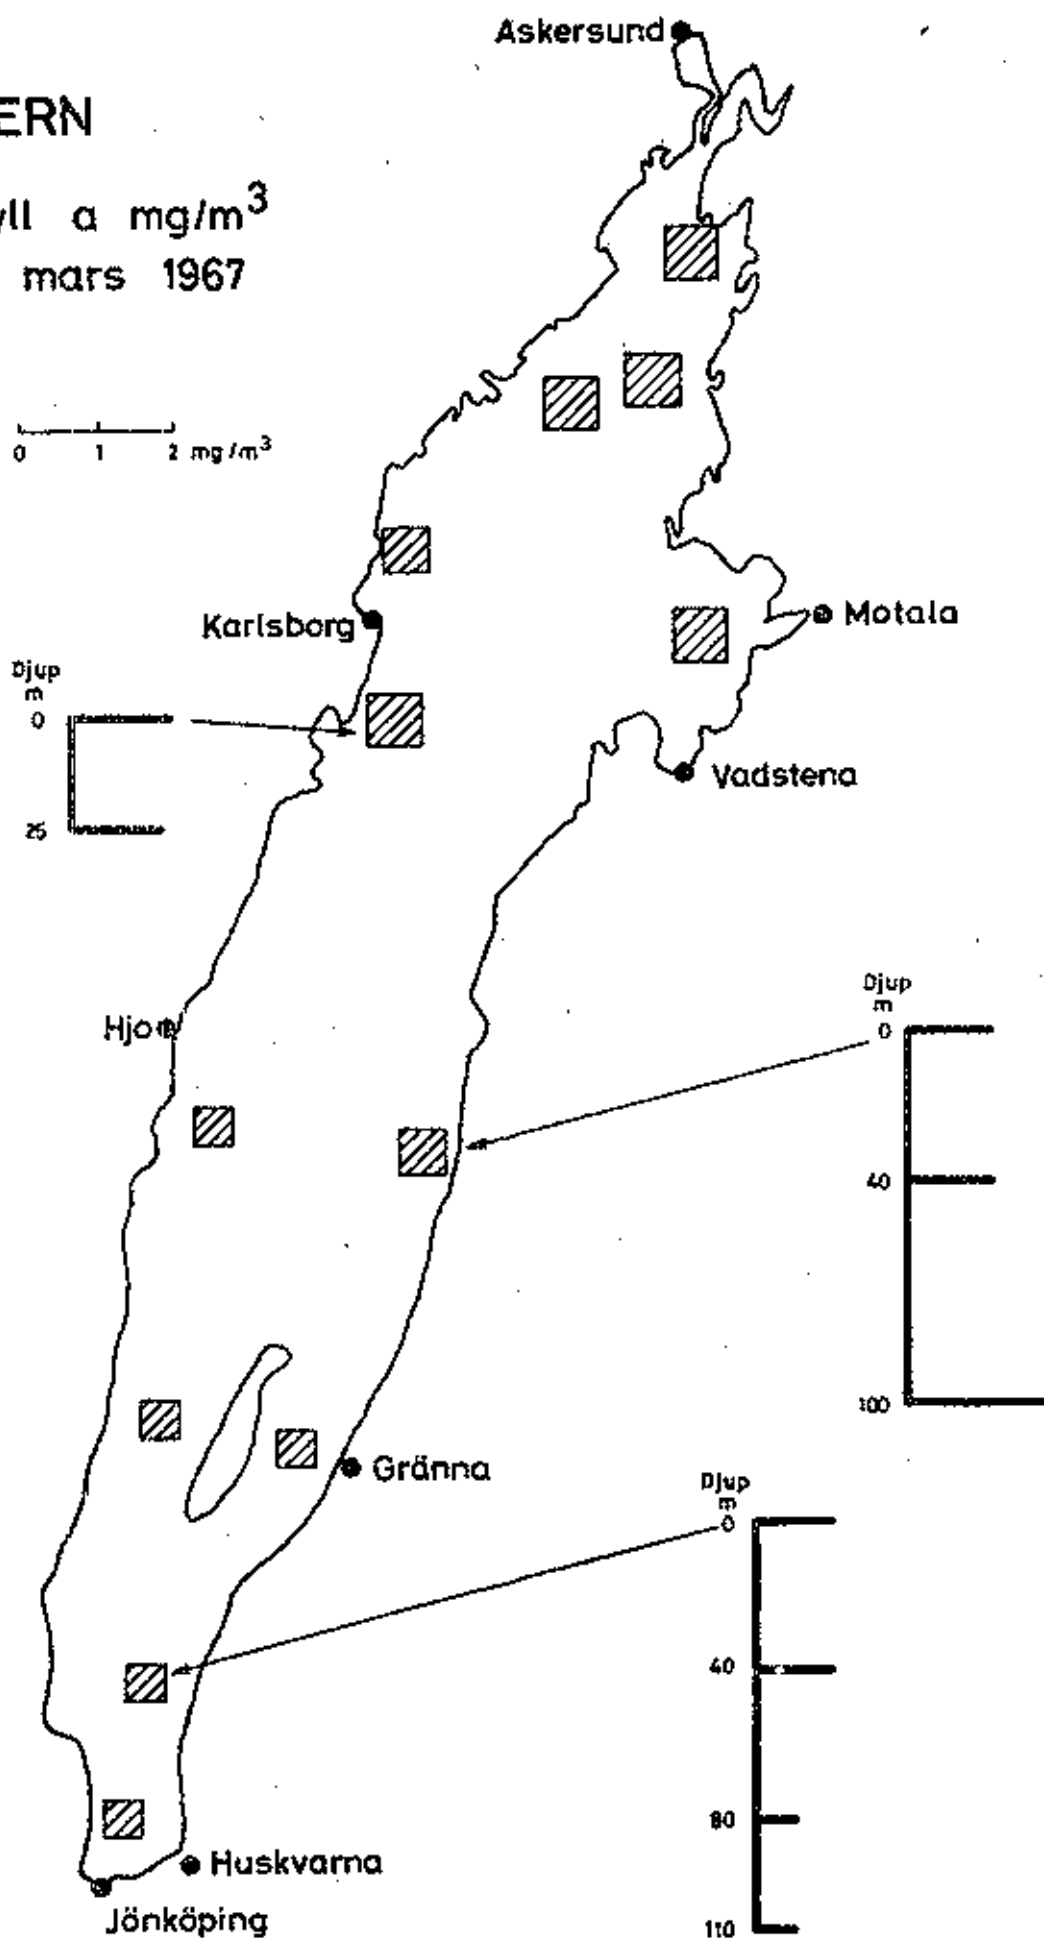 Askersund
ERN
yll a mg/m³
mars 1967
0 1 2 mg/m³
Karlsborg
Motala
Djup
m
0
25
Vadstena
Hjo
Djup
m
0
40
100
Gränna
Djup
m
0
40
80
110
Huskvarna
Jönköping